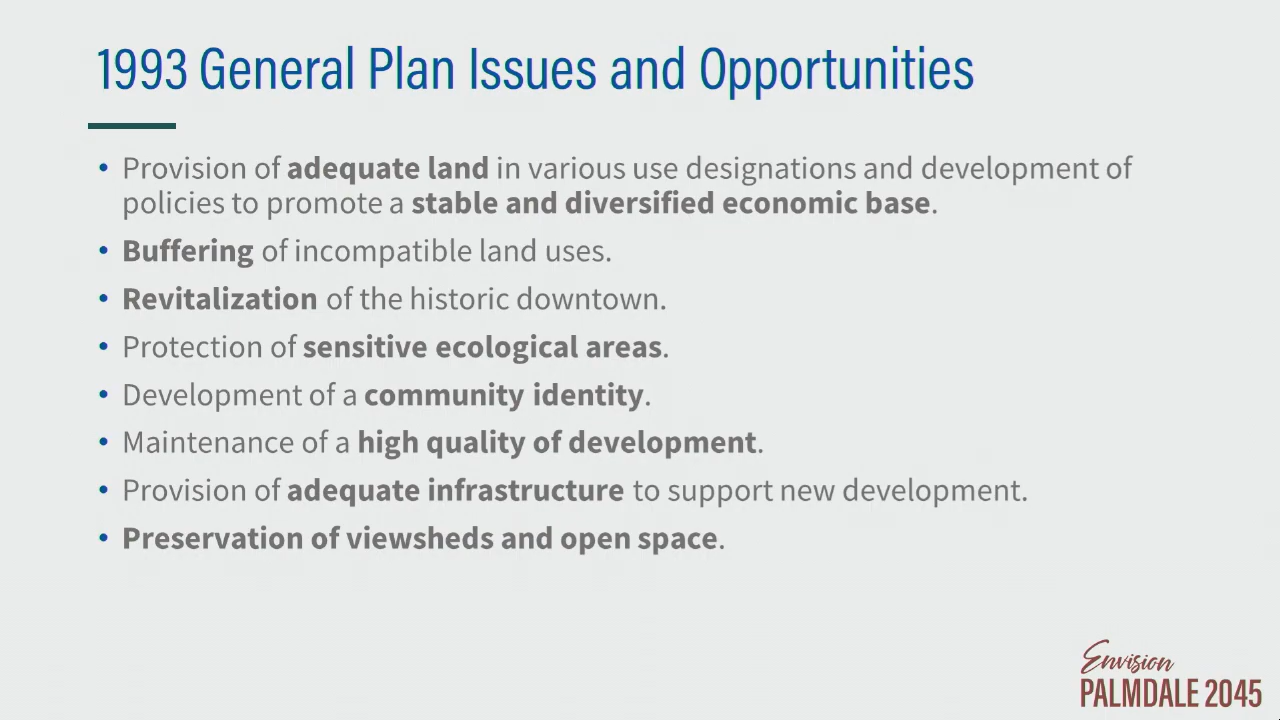 1993 General Plan Issues and Opportunities
• Provision of adequate land in various use designations and development of
policies to promote a stable and diversified economic base.
• Buffering of incompatible land uses.
• Revitalization of the historic downtown.
• Protection of sensitive ecological areas.
• Development of a community identity.
• Maintenance of a high quality of development.
• Provision of adequate infrastructure to support new development.
• Preservation of viewsheds and open space.
Envision
PALMDALE 2045